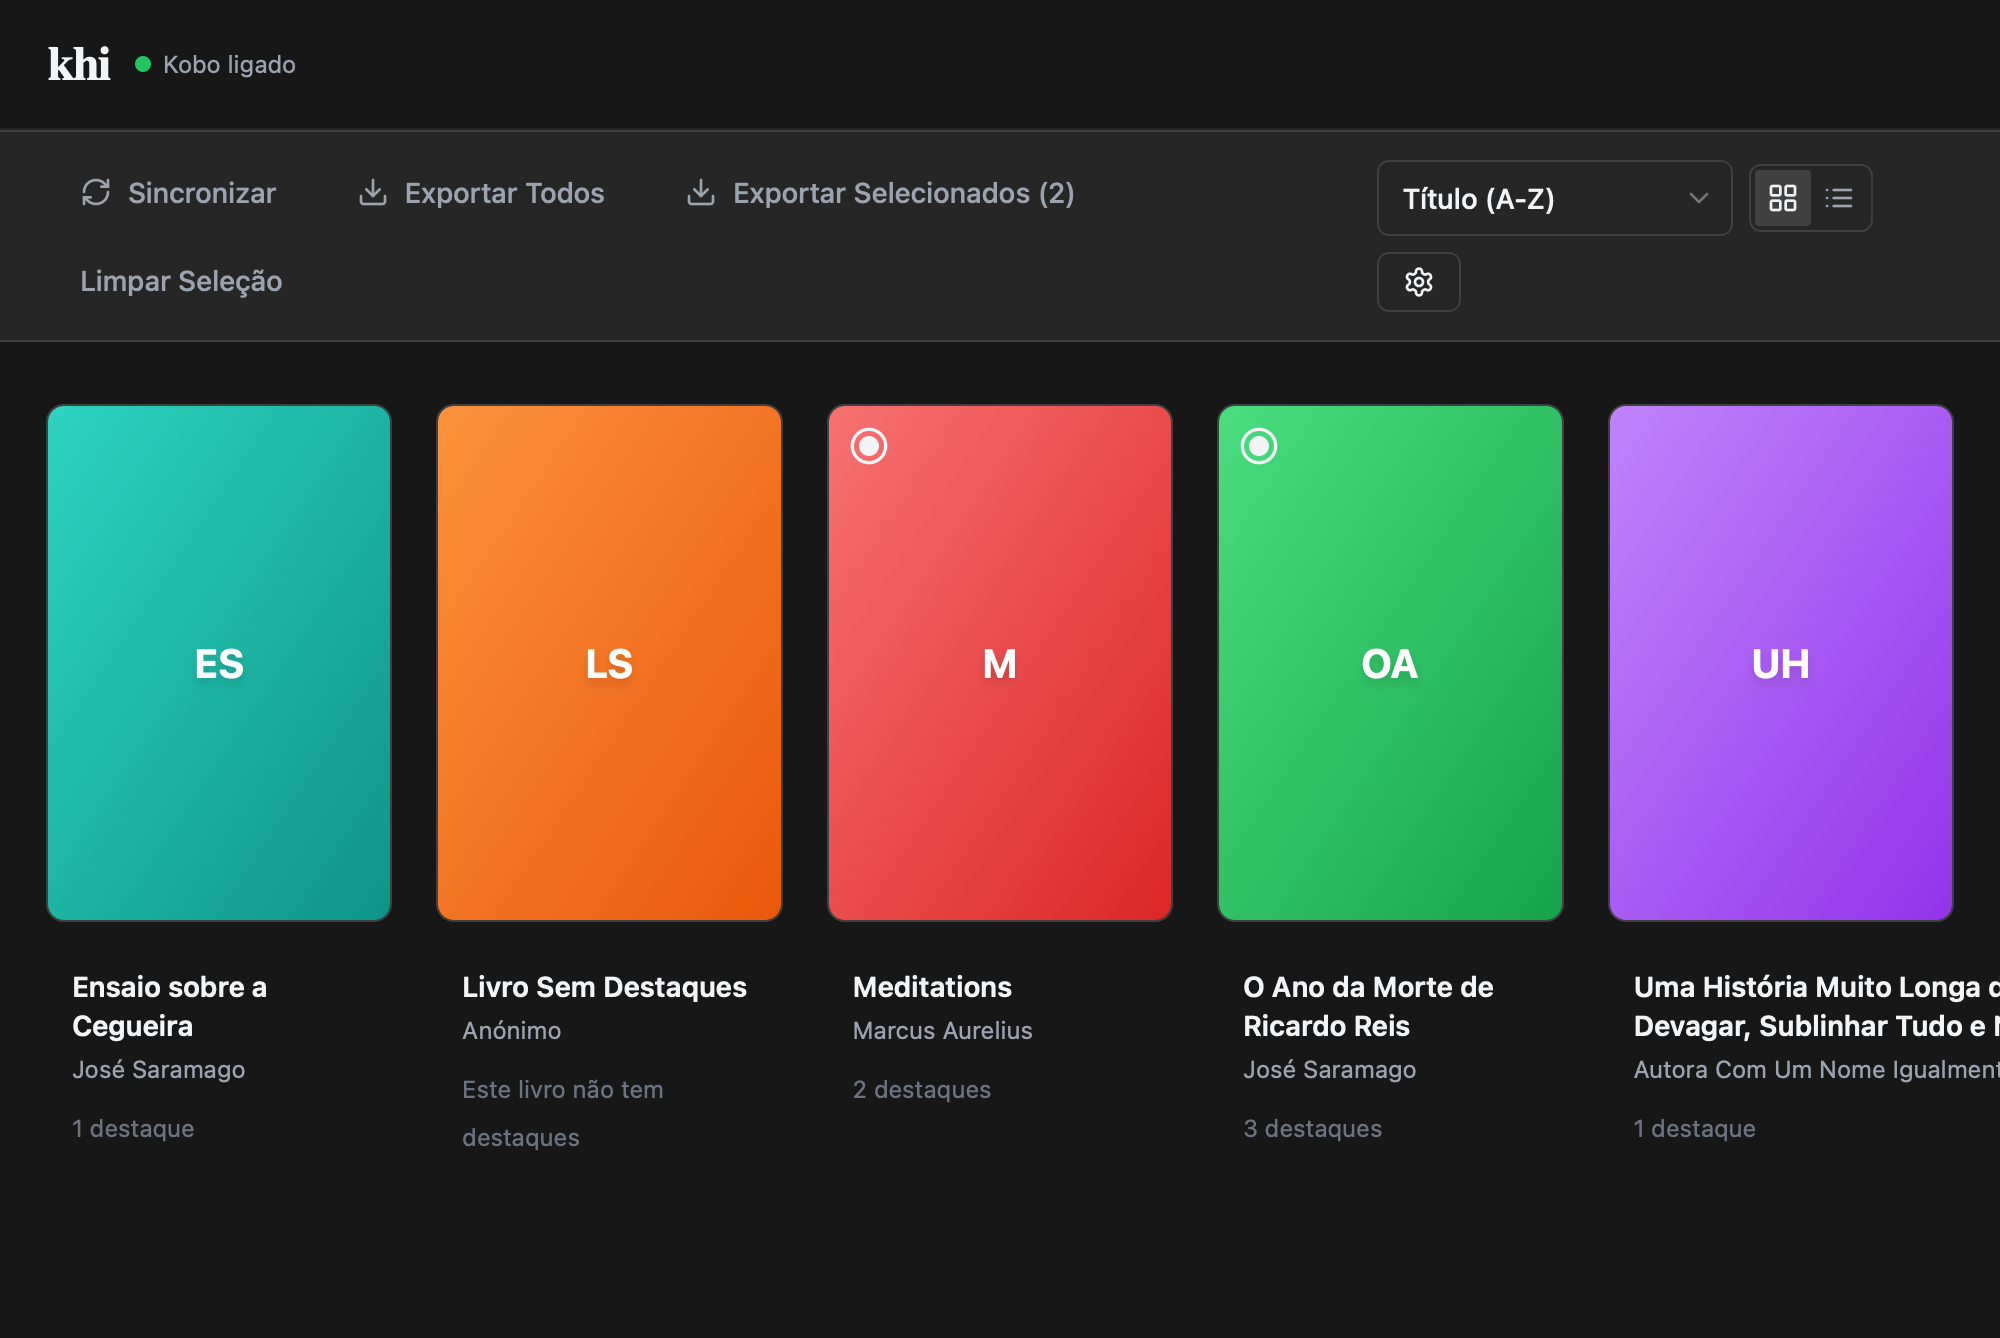 khi
Kobo ligado
Sincronizar
Exportar Todos
Exportar Selecionados (2)
Título (A-Z)
Limpar Seleção
ES
LS
M
OA
UH
Ensaio sobre a
Cegueira
José Saramago
1 destaque
Livro Sem Destaques
Anónimo
Este livro não tem
destaques
Meditations
Marcus Aurelius
2 destaques
O Ano da Morte de
Ricardo Reis
José Saramago
3 destaques
Uma História Muito Longa
Devagar, Sublinhar Tudo e
Autora Com Um Nome
1 destaque